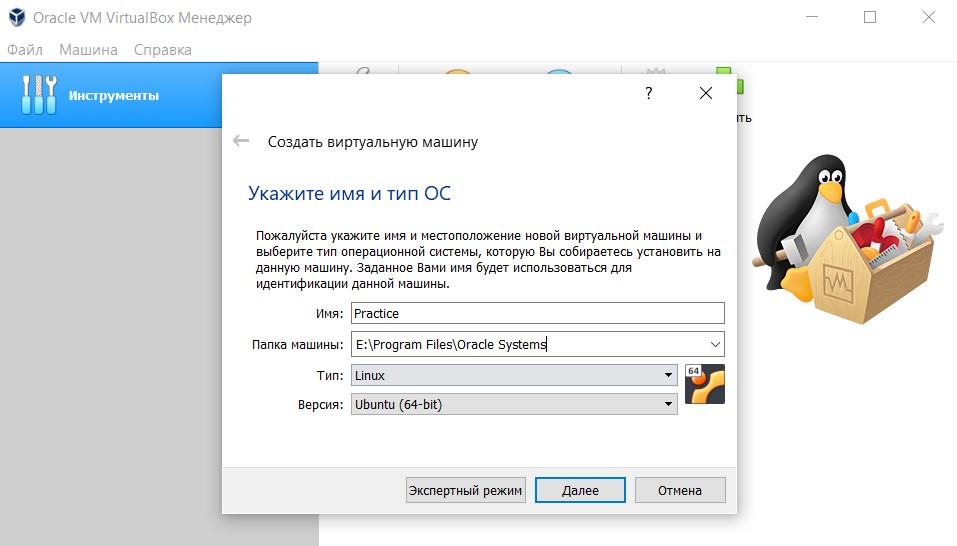 Oracle VM VirtualBox Менеджер
Файл Машина Справка
Инструменты
?
Создать виртуальную машину
Укажите имя и тип ОС
Пожалуйста укажите имя и местоположение новой виртуальной машины и
выберите тип операционной системы, которую Вы собираетесь установить на
данную машину. Заданное Вами имя будет использоваться для
идентификации данной машины.
Имя: Practice
Папка машины: E:\Program Files\Oracle Systems
Тип: Linux
64
Версия: Ubuntu (64-bit)
Экспертный режим Далее Отмена